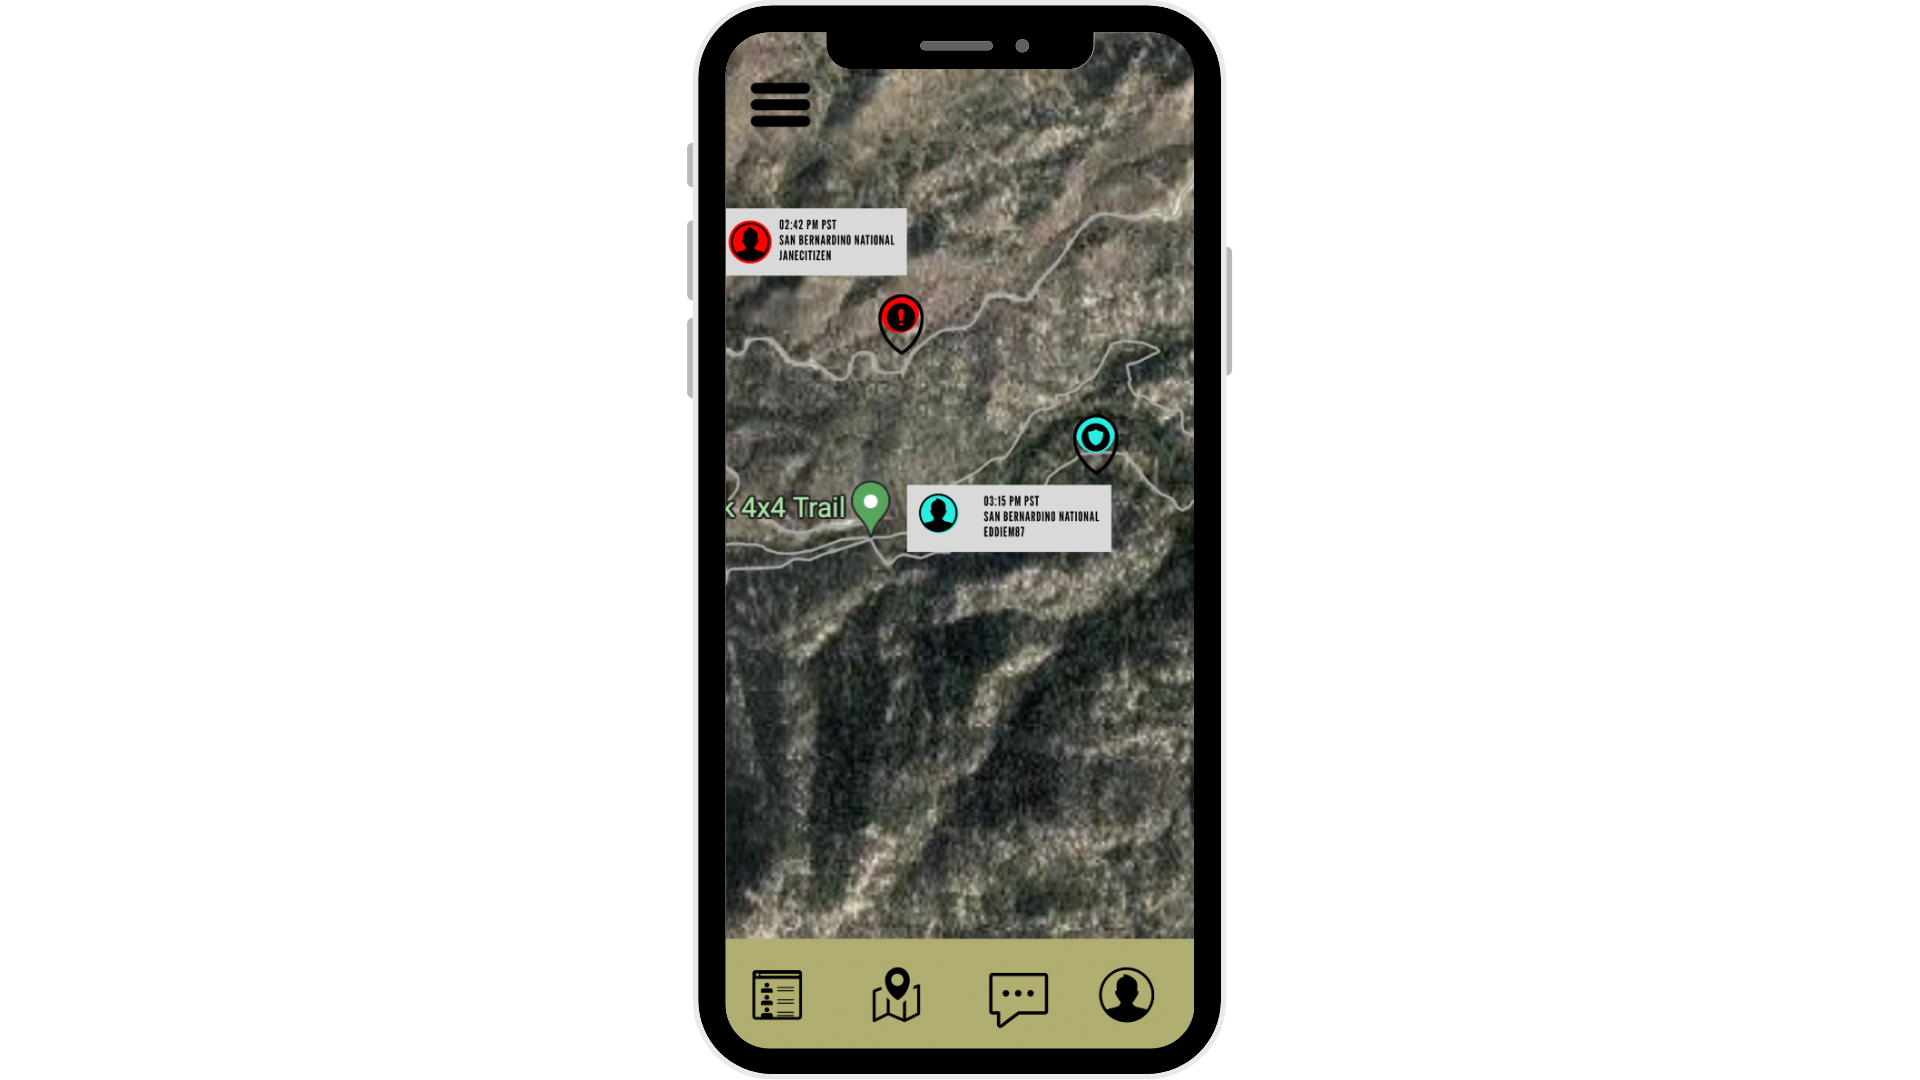 02:42 PM PST
SAN BERNARDINO NATIONAL
JANECITIZEN
4x4 Trail
03:15 PM PST
SAN BERNARDINO NATIONAL
EDDIEM87